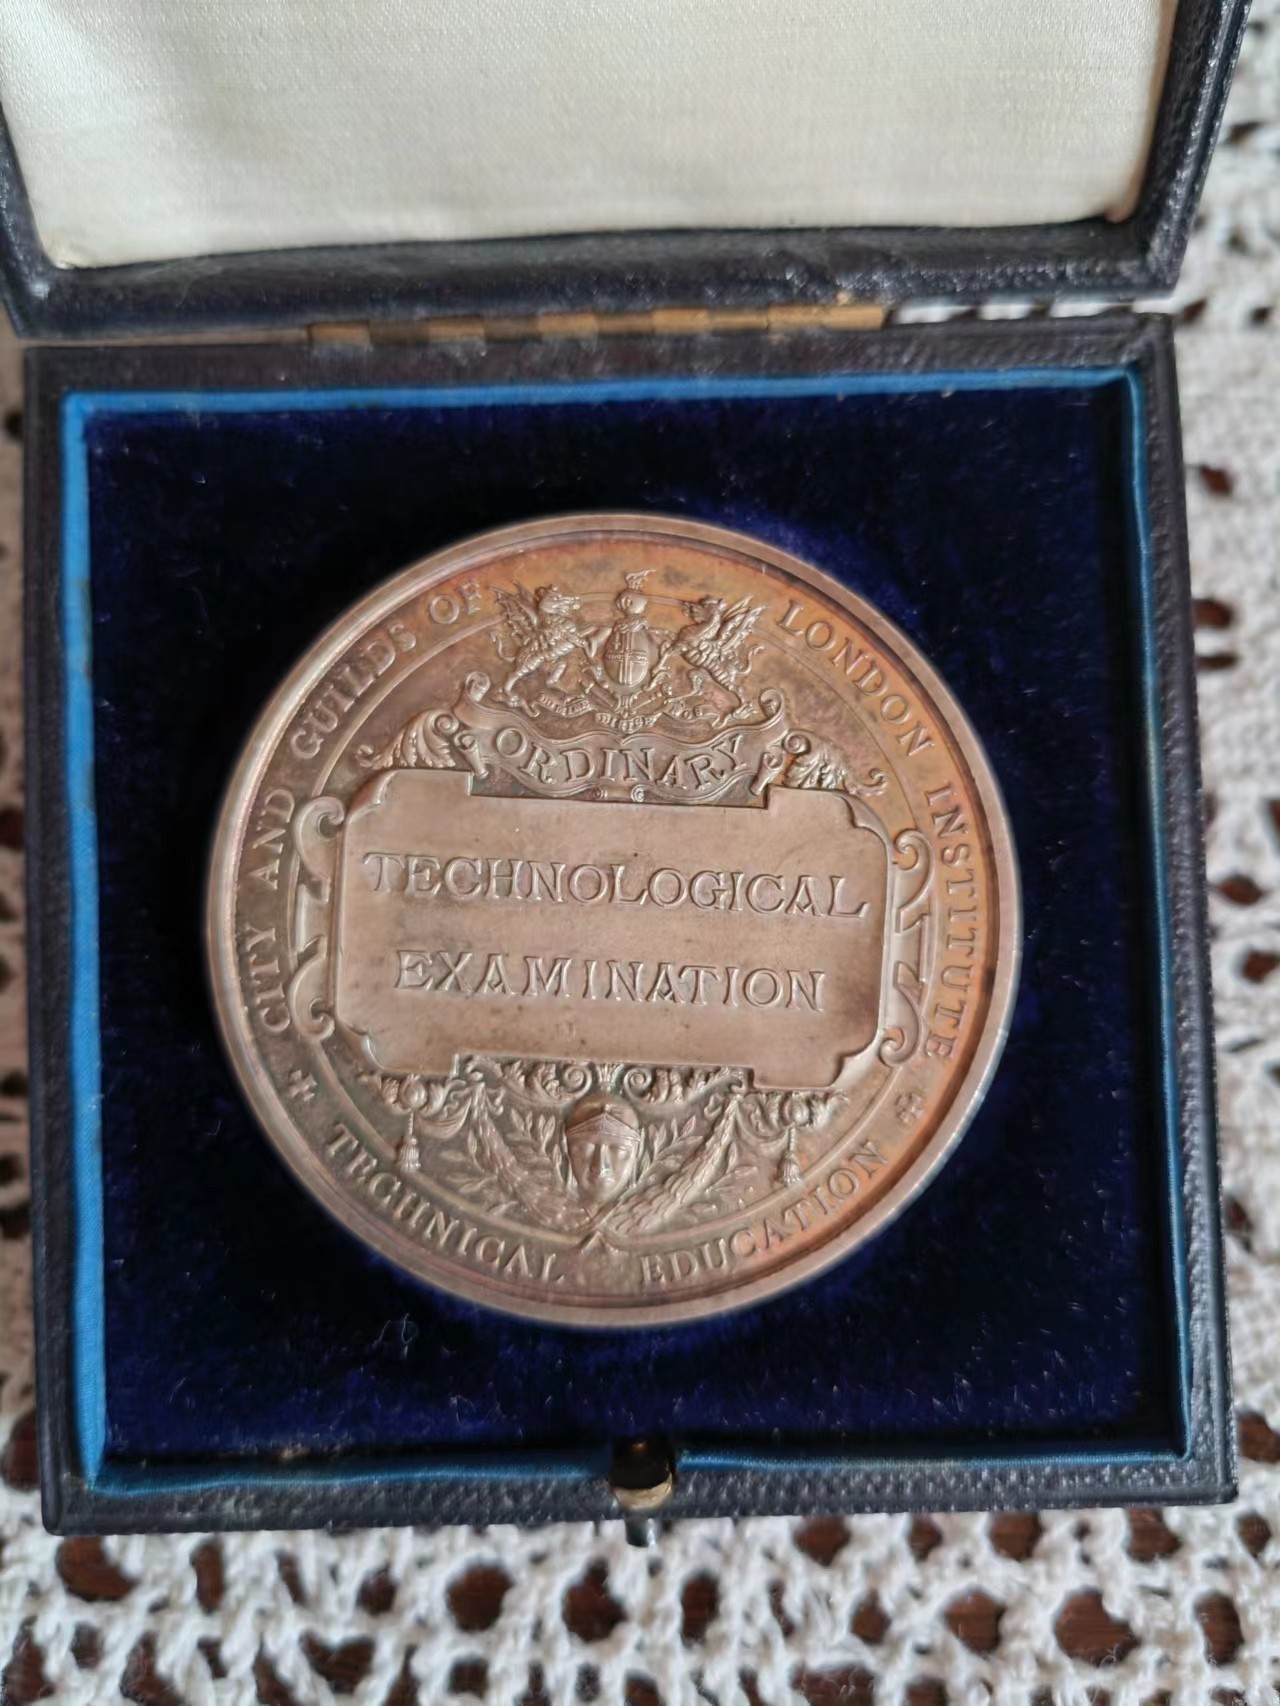 CITY AND GUILDS OF LONDON INSTITUTE
ORDINARY
TECHNOLOGICAL
EXAMINATION
TECHNICAL EDUCATION